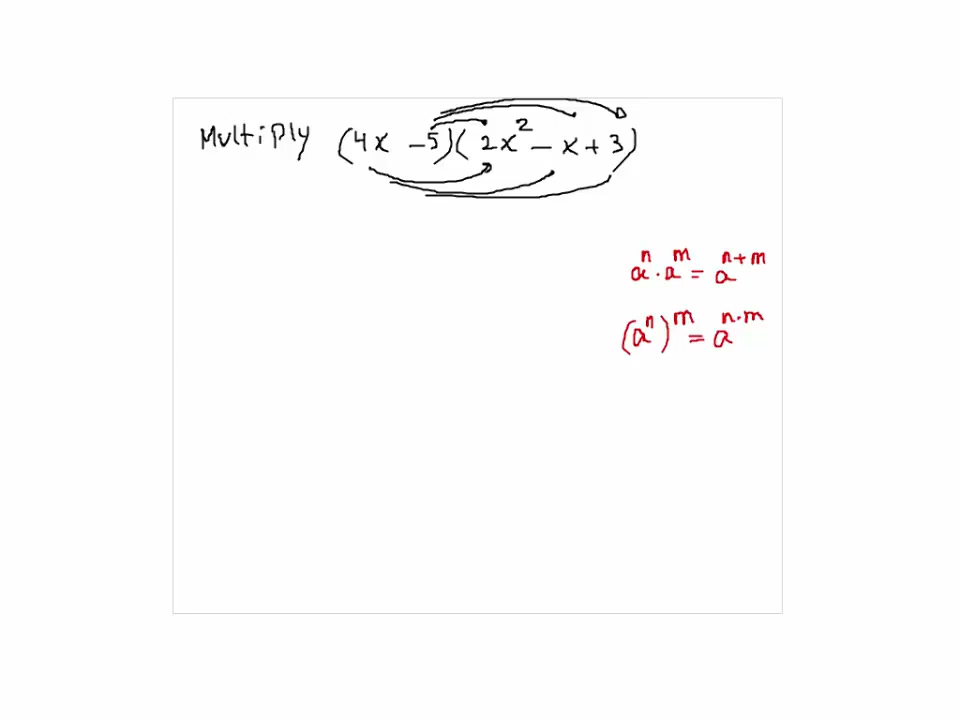 Multiply (4x - 5)(2x² - x + 3)
aⁿ · aᵐ = aⁿ⁺ᵐ
(aⁿ)ᵐ = aⁿ·ᵐ